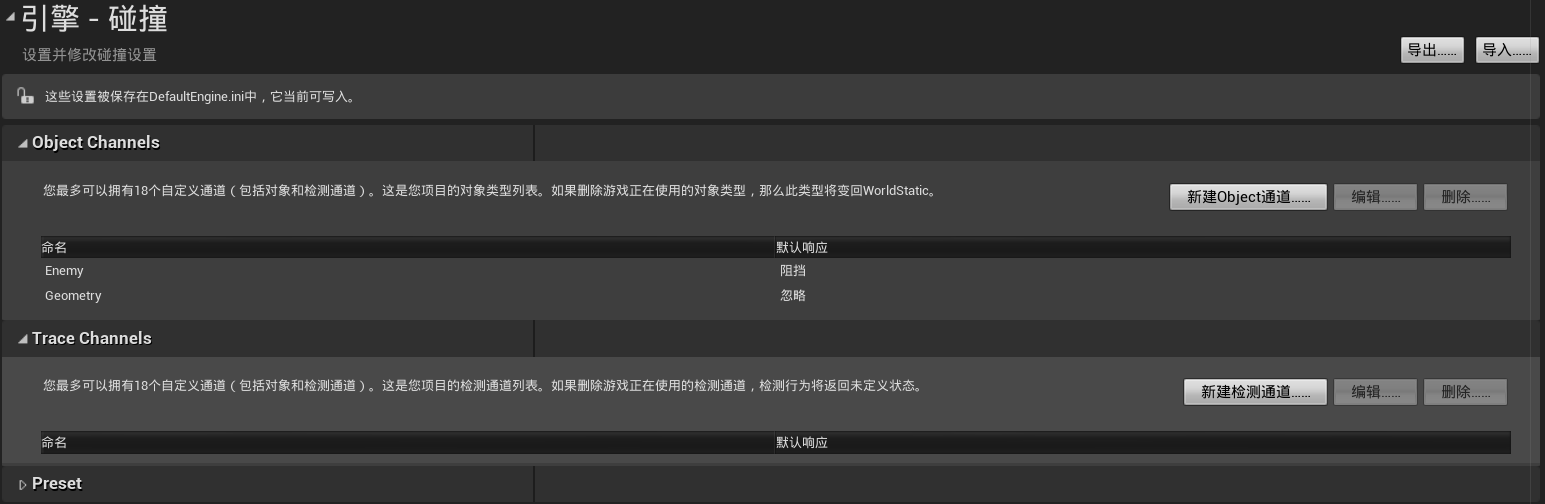 引擎 - 碰撞
设置并修改碰撞设置
导出...... 导入......
这些设置被保存在DefaultEngine.ini中，它当前可写入。
Object Channels
您最多可以拥有18个自定义通道（包括对象和检测通道）。这是您项目的对象类型列表。如果删除游戏正在使用的对象类型，那么此类型将变回WorldStatic。
新建Object通道...... 编辑...... 删除......
命名 默认响应
Enemy 阻挡
Geometry 忽略
Trace Channels
您最多可以拥有18个自定义通道（包括对象和检测通道）。这是您项目的检测通道列表。如果删除游戏正在使用的检测通道，检测行为将返回未定义状态。
新建检测通道...... 编辑...... 删除......
命名 默认响应
Preset